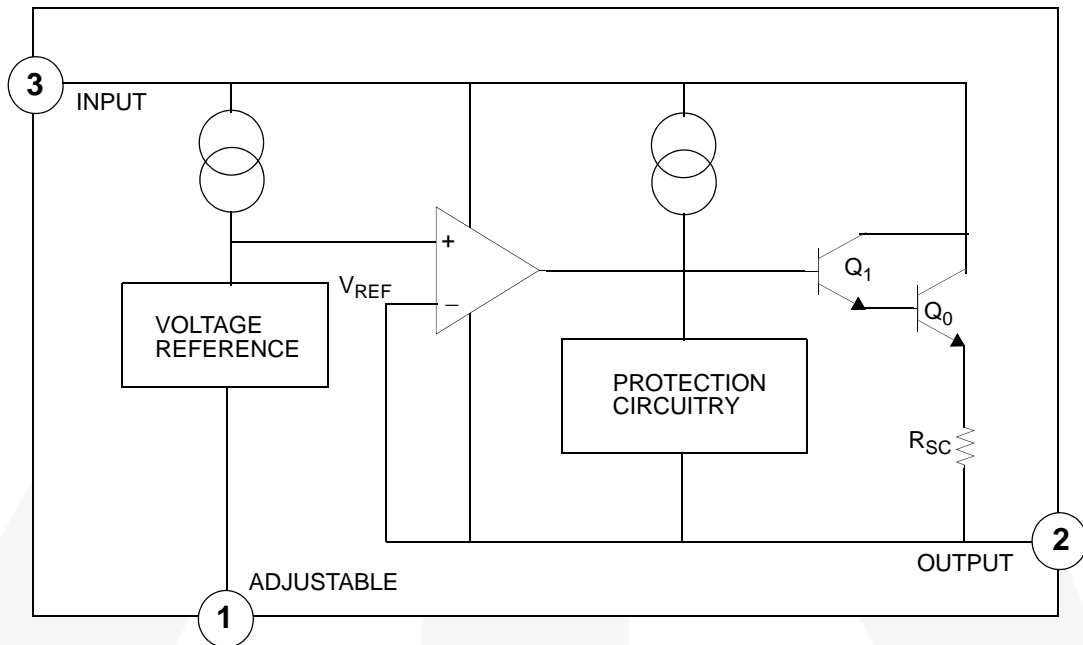 3
INPUT
+
Q1
VREF
−
Q0
VOLTAGE
REFERENCE
PROTECTION
CIRCUITRY
RSC
2
OUTPUT
ADJUSTABLE
1